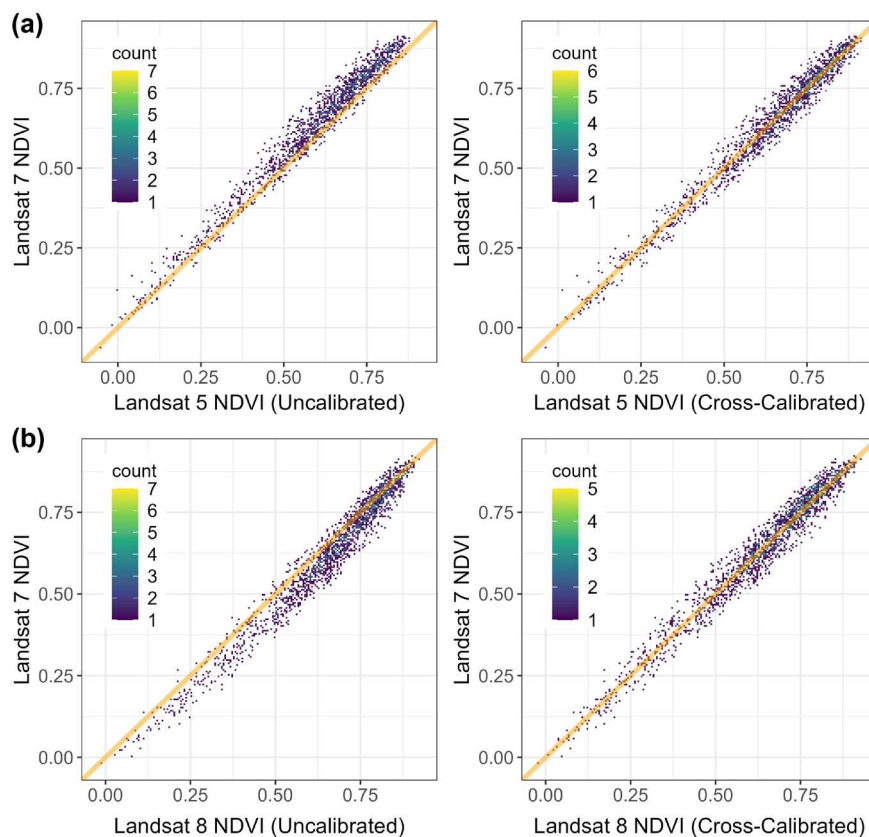 (a)
count
7
6
5
4
3
2
1
Landsat 7 NDVI
0.75
0.50
0.25
0.00
0.00 0.25 0.50 0.75
Landsat 5 NDVI (Uncalibrated)
count
6
5
4
3
2
1
Landsat 7 NDVI
0.75
0.50
0.25
0.00
0.00 0.25 0.50 0.75
Landsat 5 NDVI (Cross-Calibrated)
(b)
count
7
6
5
4
3
2
1
Landsat 7 NDVI
0.75
0.50
0.25
0.00
0.00 0.25 0.50 0.75
Landsat 8 NDVI (Uncalibrated)
count
5
4
3
2
1
Landsat 7 NDVI
0.75
0.50
0.25
0.00
0.00 0.25 0.50 0.75
Landsat 8 NDVI (Cross-Calibrated)